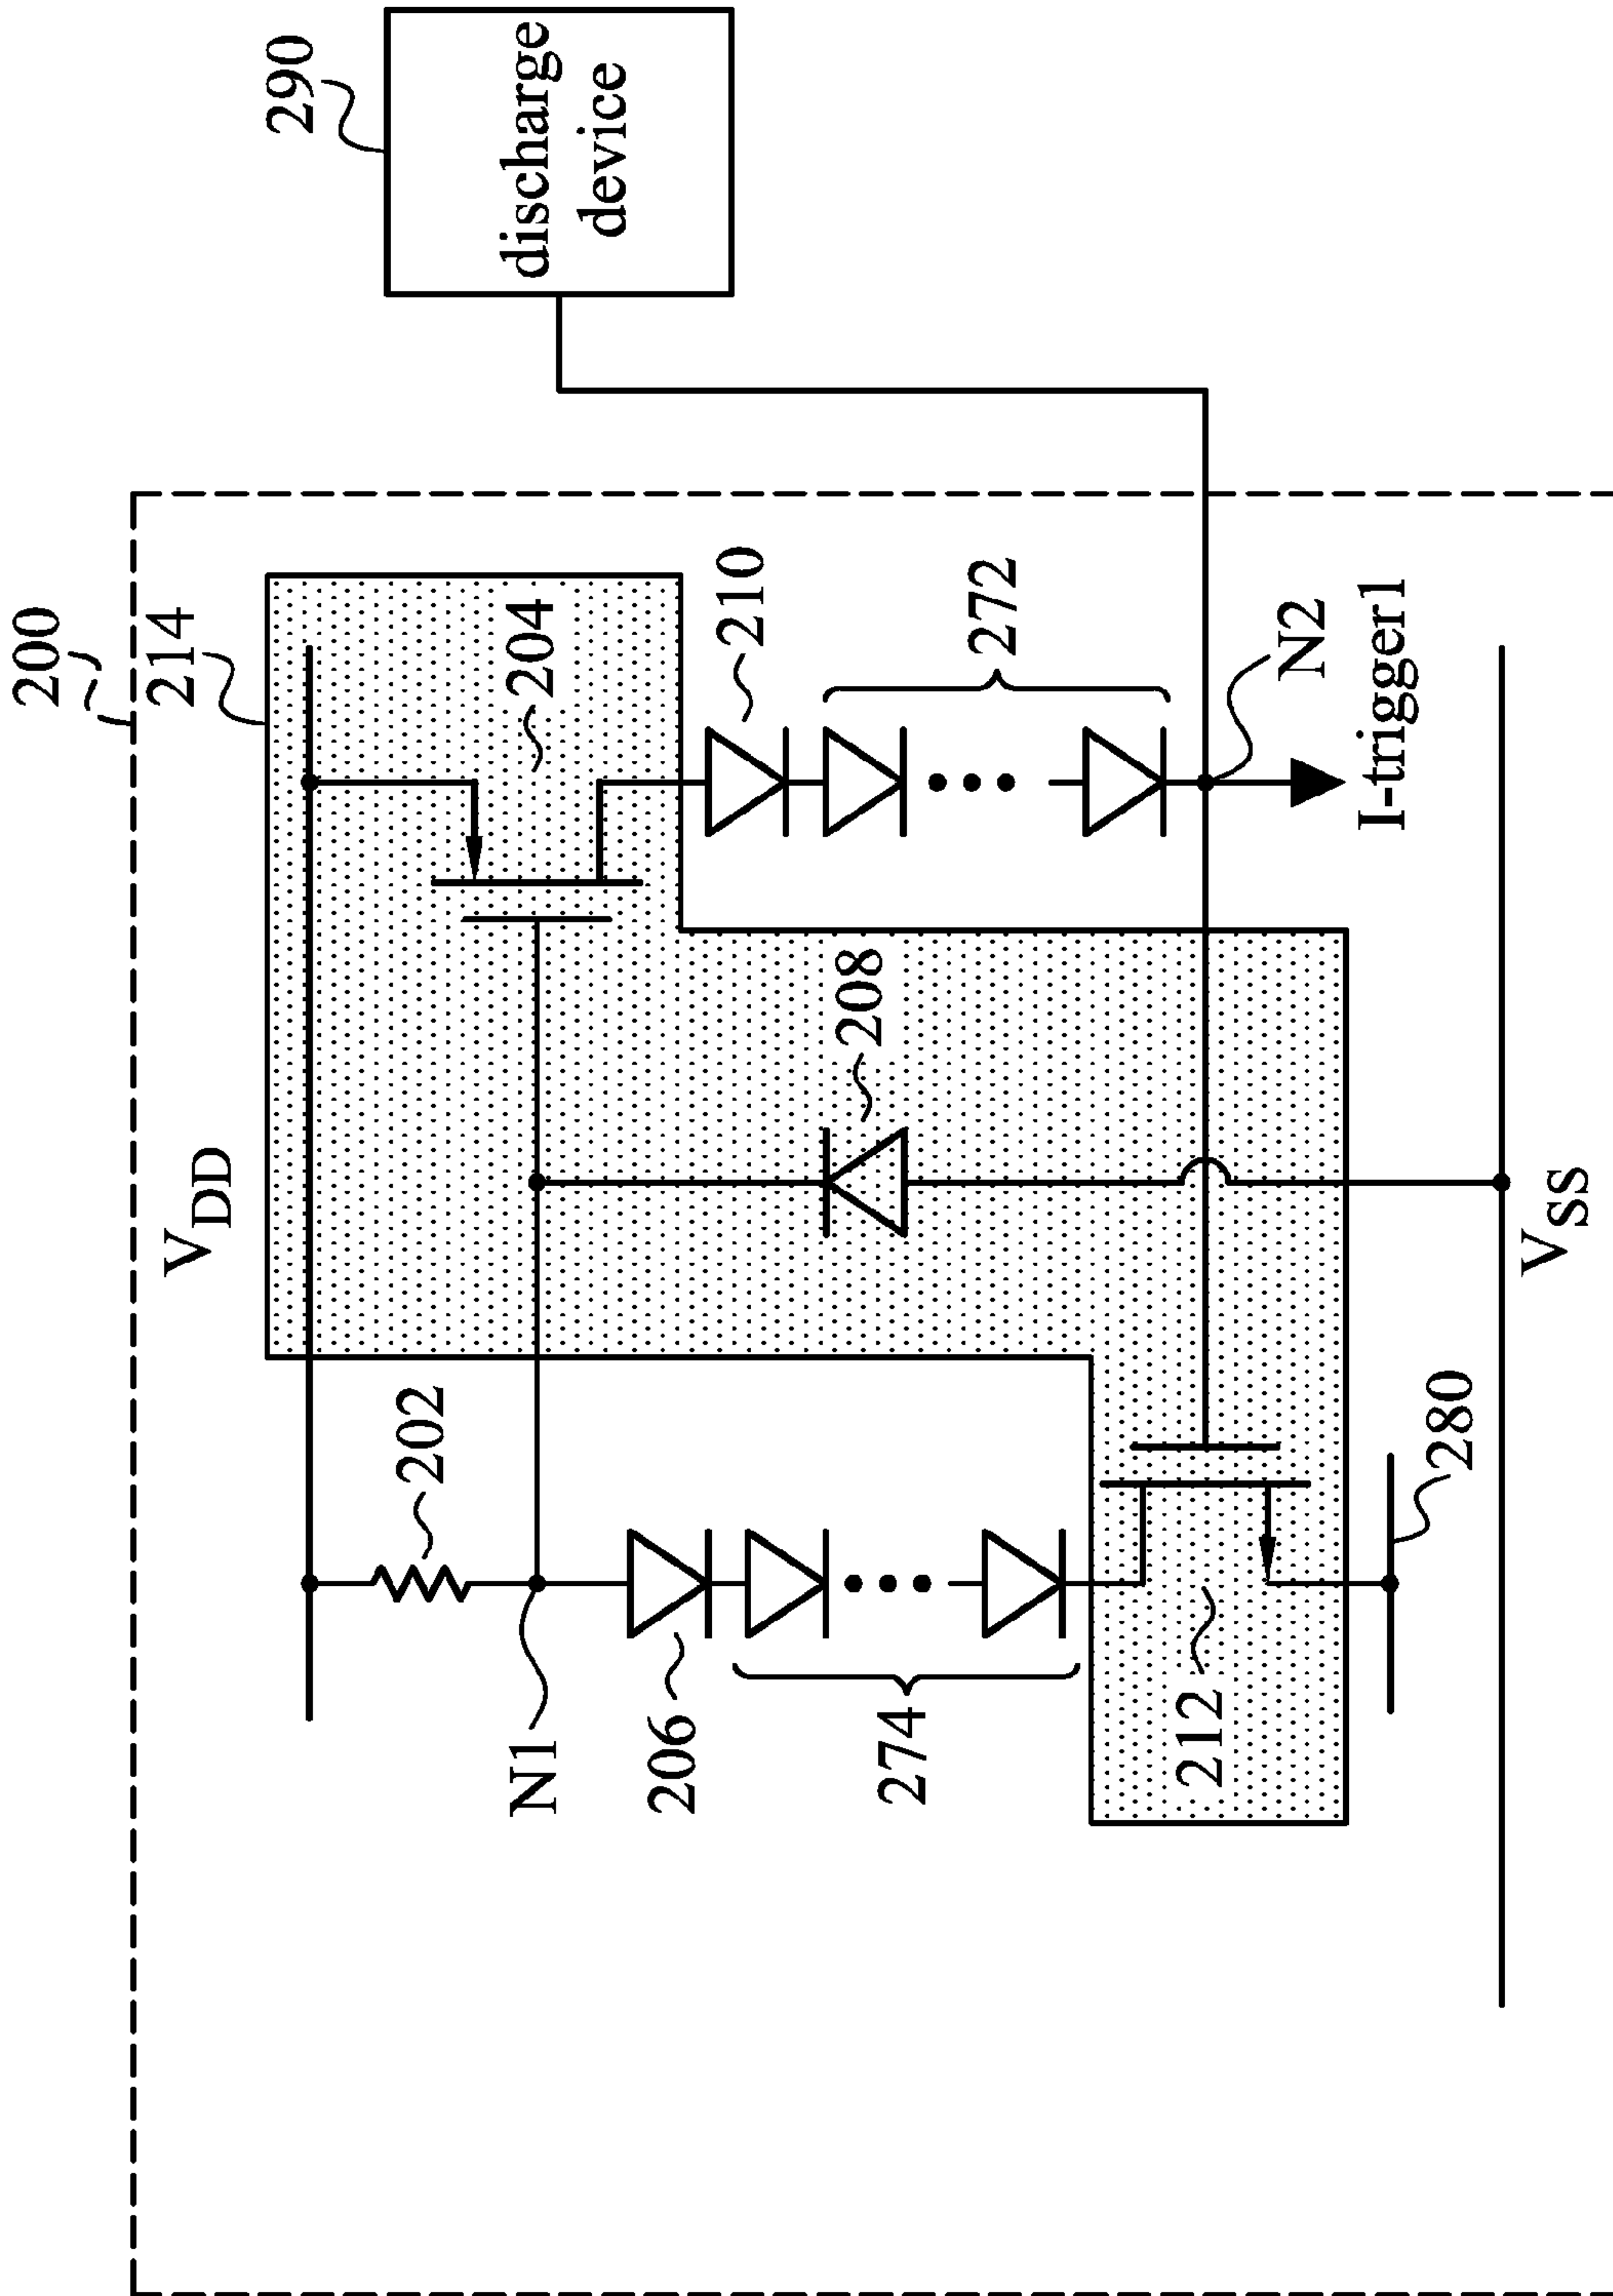 200
214
V_DD
290
discharge
device
202
204
N1
206
208
210
274
272
212
N2
280
I-trigger1
V_SS